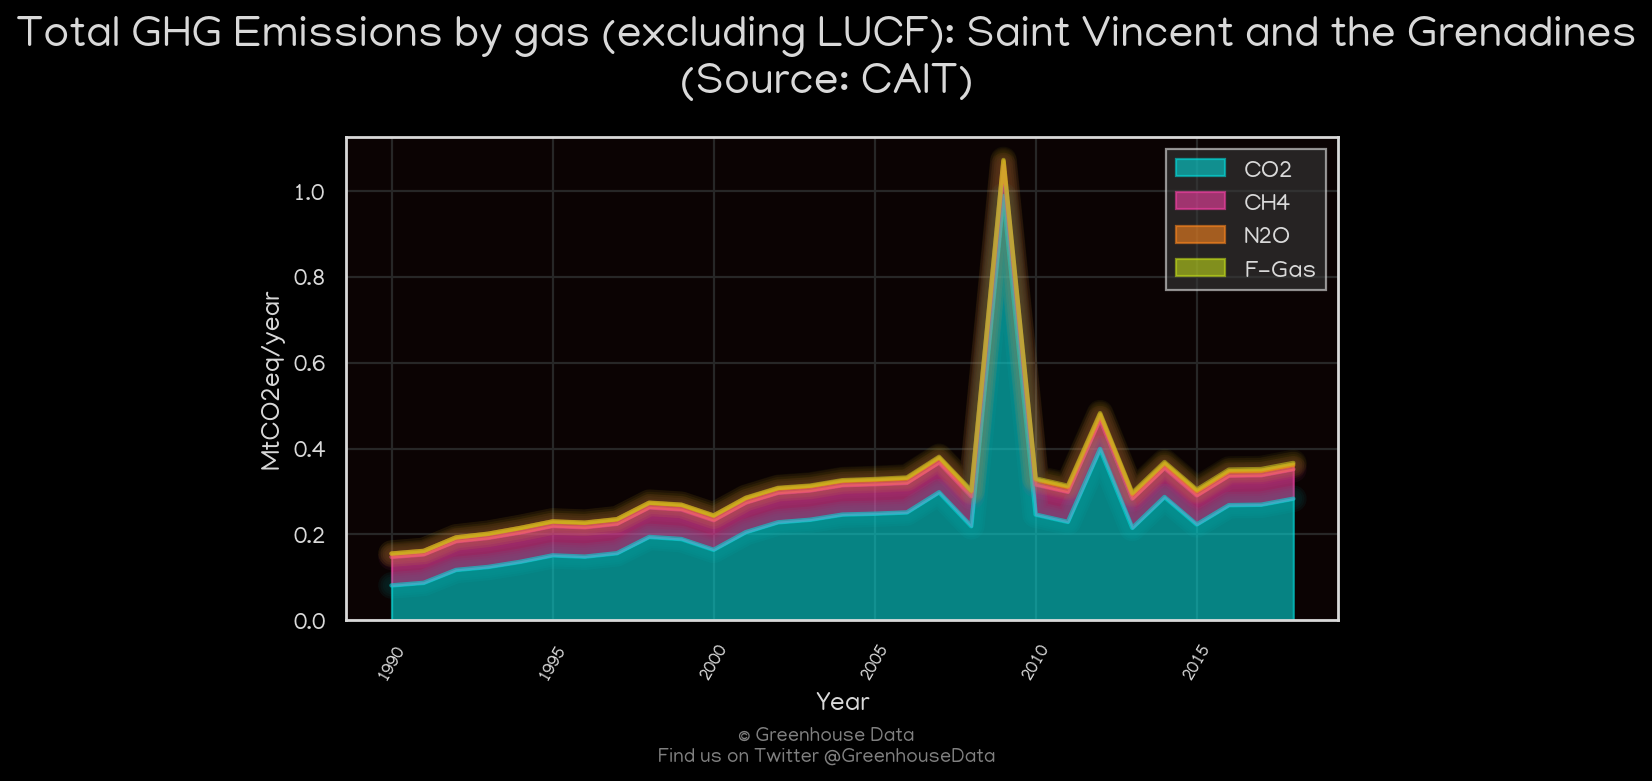 Total GHG Emissions by gas (excluding LUCF): Saint Vincent and the Grenadines
(Source: CAIT)
CO2
CH4
N2O
F-Gas
MtCO2eq/year
1.0
0.8
0.6
0.4
0.2
0.0
1990
1995
2000
2005
2010
2015
Year
© Greenhouse Data
Find us on Twitter @GreenhouseData